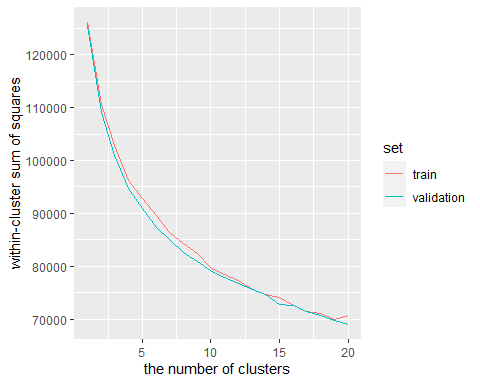 within-cluster sum of squares
120000
110000
100000
90000
80000
70000
5
10
15
20
the number of clusters
set
train
validation